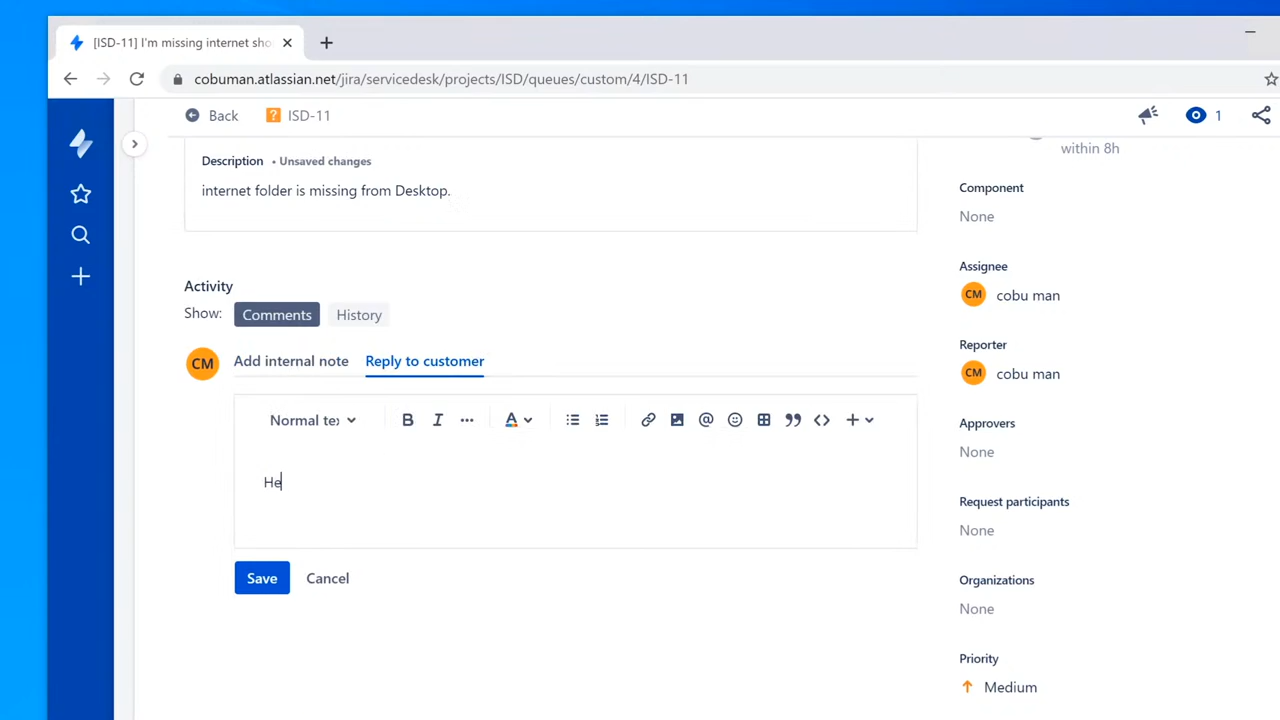 [ISD-11] I'm missing internet sho
cobuman.atlassian.net/jira/servicedesk/projects/ISD/queues/custom/4/ISD-11
Back ISD-11 1
within 8h
Description • Unsaved changes
internet folder is missing from Desktop.
Component
None
Assignee
CM cobu man
Reporter
CM cobu man
Approvers
None
Request participants
None
Organizations
None
Priority
Medium
Activity
Show: Comments History
CM Add internal note Reply to customer
Normal tex B I ... A @ <> +
He
Save Cancel